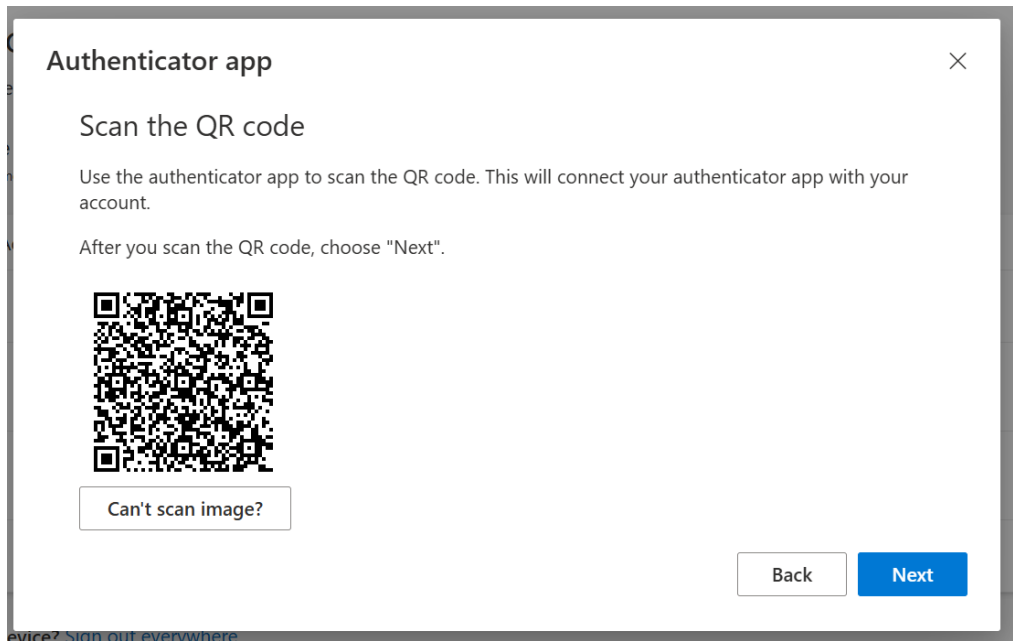 Authenticator app
Scan the QR code
Use the authenticator app to scan the QR code. This will connect your authenticator app with your
account.
After you scan the QR code, choose "Next".
Can't scan image?
Back
Next
evice? Sign out everywhere